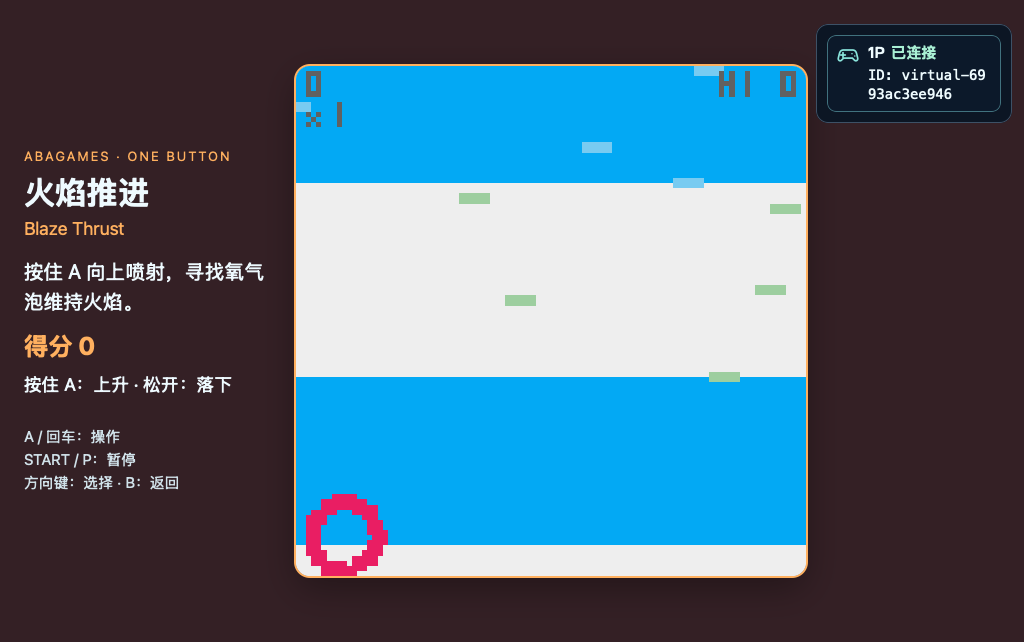 ABAGAMES · ONE BUTTON
火焰推进
Blaze Thrust
按住 A 向上喷射，寻找氧气
泡维持火焰。
得分 0
按住 A：上升 · 松开：落下
A / 回车：操作
START / P：暂停
方向键：选择 · B：返回
0
HI 0
x 1
1P 已连接
ID: virtual-69
93ac3ee946